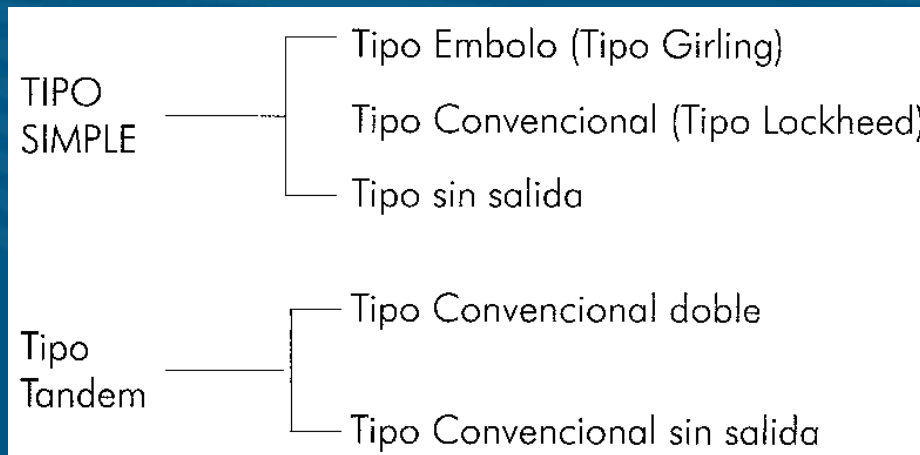 TIPO
SIMPLE
Tipo Embolo (Tipo Girling)
Tipo Convencional (Tipo Lockheed)
Tipo sin salida
Tipo
Tandem
Tipo Convencional doble
Tipo Convencional sin salida